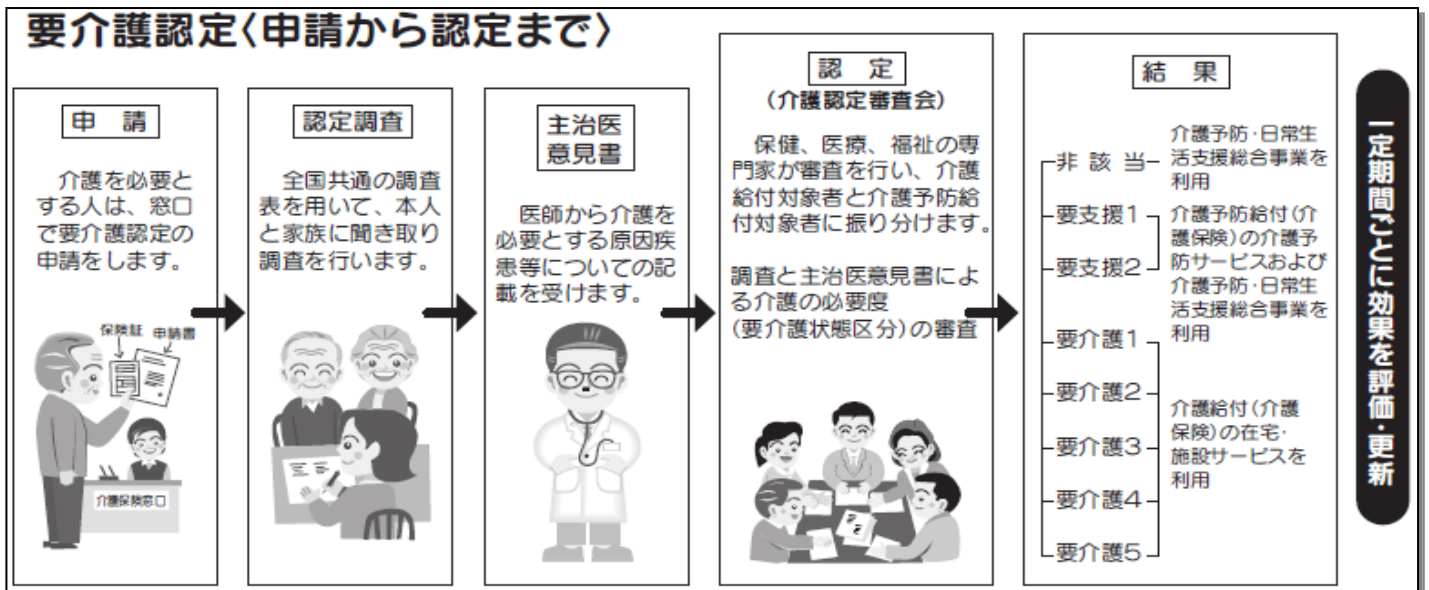 要介護認定〈申請から認定まで〉
申　請
介護を必要と
する人は、窓口
で要介護認定の
申請をします。
保険証
申請書
介護保険窓口
認定調査
全国共通の調査
表を用いて、本人
と家族に聞き取り
調査を行います。
主治医
意見書
医師から介護を
必要とする原因疾
患等についての記
載を受けます。
認　定
（介護認定審査会）
保健、医療、福祉の専
門家が審査を行い、介護
給付対象者と介護予防給
付対象者に振り分けます。
調査と主治医意見書によ
る介護の必要度
（要介護状態区分）の審査
結　果
非該当
介護予防・日常生
活支援総合事業を
利用
要支援1
要支援2
介護予防給付（介
護保険）の介護予
防サービスおよび
介護予防・日常生
活支援総合事業を
利用
要介護1
要介護2
要介護3
要介護4
要介護5
介護給付（介護
保険）の在宅・
施設サービスを
利用
一定期間ごとに効果を評価・更新